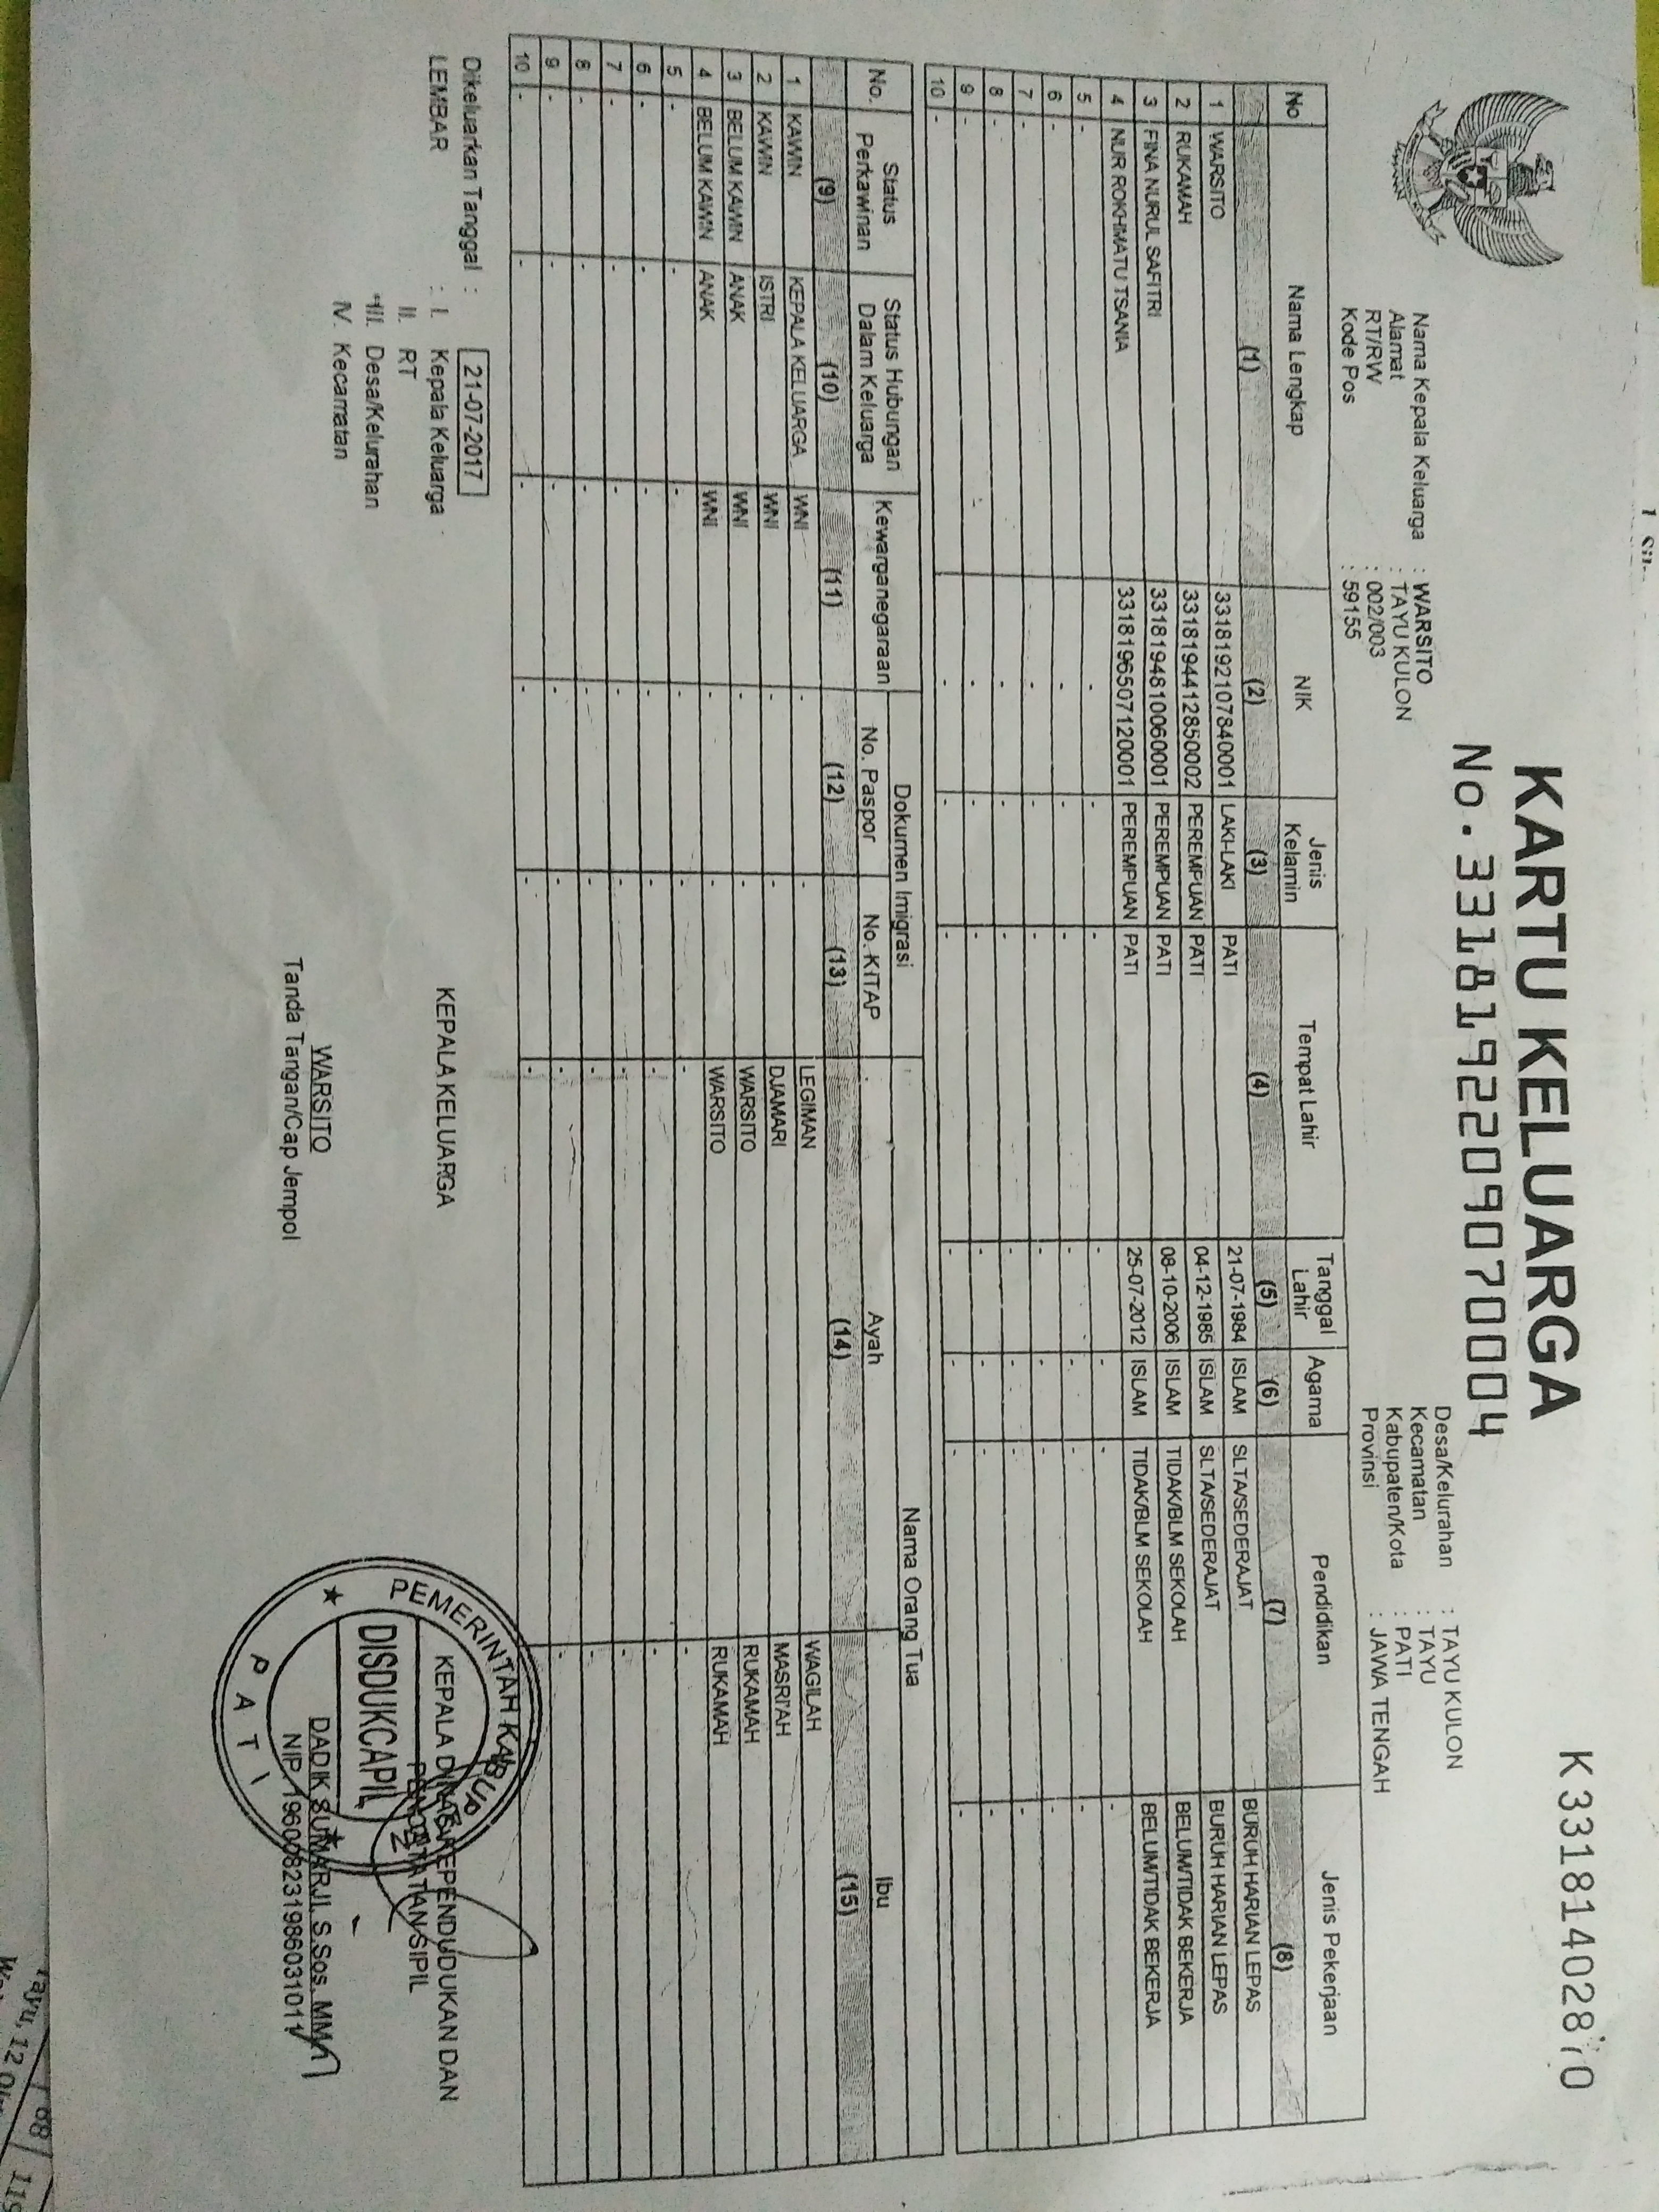 KARTU KELUARGA
No. 3318192209070004
Nama Kepala Keluarga : WARSITO
Alamat : TAYU KULON
RT/RW : 002/003
Kode Pos : 59155
Desa/Kelurahan : TAYU KULON
Kecamatan : TAYU
Kabupaten/Kota : PATI
Provinsi : JAWA TENGAH
No Nama Lengkap NIK Jenis Kelamin Tempat Lahir Tanggal Lahir Agama Pendidikan Jenis Pekerjaan
(1) (2) (3) (4) (5) (6) (7) (8)
1 WARSITO 3318192107840001 LAKI-LAKI PATI 21-07-1984 ISLAM SLTA/SEDERAJAT BURUH HARIAN LEPAS
2 RUKAMAH 3318194412850002 PEREMPUAN PATI 04-12-1985 ISLAM SLTA/SEDERAJAT BURUH HARIAN LEPAS
3 FINA NURUL SAFITRI 3318194810060001 PEREMPUAN PATI 08-10-2006 ISLAM TIDAK/BLM SEKOLAH BELUM/TIDAK BEKERJA
4 NUR ROKHMATU TSANIA 3318196507120001 PEREMPUAN PATI 25-07-2012 ISLAM TIDAK/BLM SEKOLAH BELUM/TIDAK BEKERJA
5 - - - - - - - -
6 - - - - - - - -
7 - - - - - - - -
8 - - - - - - - -
9 - - - - - - - -
10 - - - - - - - -
No. Status Perkawinan Status Hubungan Dalam Keluarga Kewarganegaraan Dokumen Imigrasi Nama Orang Tua
No. Paspor No. KITAP Ayah Ibu
(9) (10) (11) (12) (13) (14) (15)
1 KAWIN KEPALA KELUARGA WNI - - LEGIMAN WAGILAH
2 KAWIN ISTRI WNI - - DJAMARI MASRI'AH
3 BELUM KAWIN ANAK WNI - - WARSITO RUKAMAH
4 BELUM KAWIN ANAK WNI - - WARSITO RUKAMAH
5 - - - - - - -
6 - - - - - - -
7 - - - - - - -
8 - - - - - - -
9 - - - - - - -
10 - - - - - -
Dikeluarkan Tanggal : 21-07-2017
LEMBAR : I. Kepala Keluarga
II. RT
III. Desa/Kelurahan
IV. Kecamatan
KEPALA KELUARGA
WARSITO
Tanda Tangan/Cap Jempol
KEPALA DINAS KEPENDUDUKAN DAN
PENCATATAN SIPIL
DADIK SUMARJI, S.Sos. MM
NIP. 196008231986031011
PEMERINTAH KABUP
DISDUKCAPIL
PATI